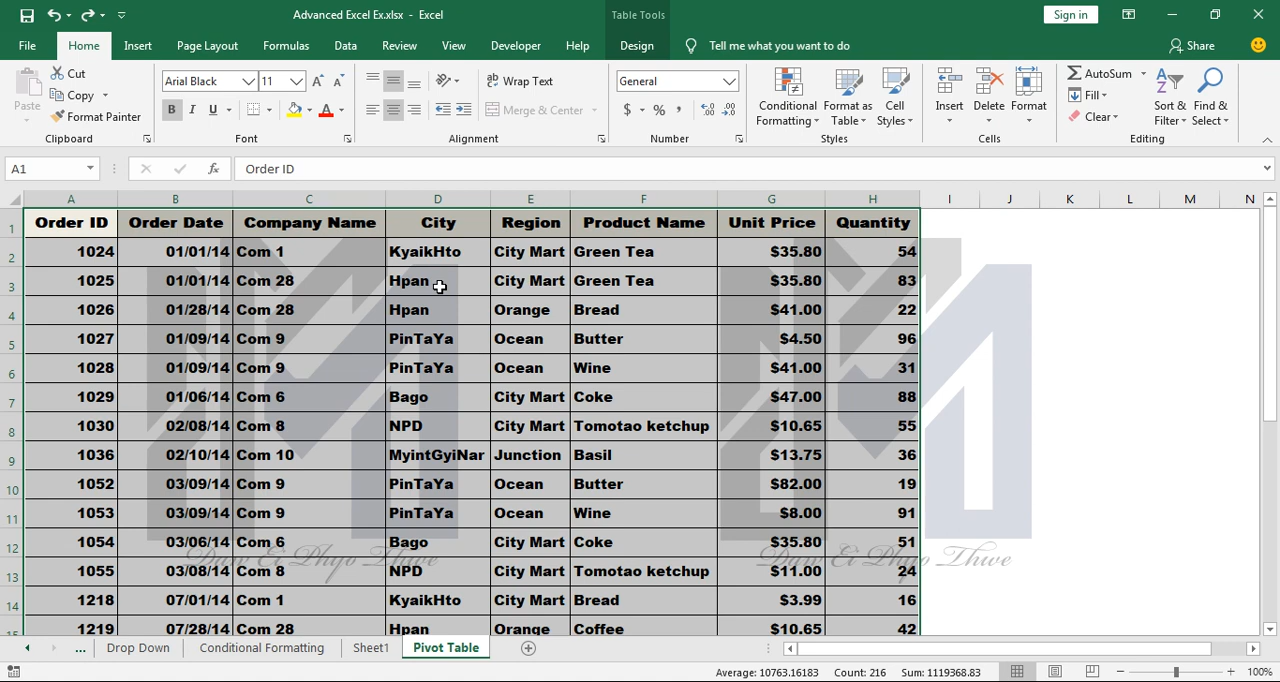 Advanced Excel Ex.xlsx - Excel
Table Tools
Sign in
File Home Insert Page Layout Formulas Data Review View Developer Help Design Tell me what you want to do Share
Paste
Cut
Copy
Format Painter
Clipboard
Arial Black 11
B I U
Font
Wrap Text
Merge & Center
Alignment
General
$ % ,
Number
Conditional Formatting
Format as Table
Cell Styles
Styles
Insert Delete Format
Cells
AutoSum
Fill
Clear
Sort & Filter
Find & Select
Editing
A1 fx Order ID
A B C D E F G H I J K L M N
1 Order ID Order Date Company Name City Region Product Name Unit Price Quantity
2 1024 01/01/14 Com 1 KyaikHto City Mart Green Tea $35.80 54
3 1025 01/01/14 Com 28 Hpan City Mart Green Tea $35.80 83
4 1026 01/28/14 Com 28 Hpan Orange Bread $41.00 22
5 1027 01/09/14 Com 9 PinTaYa Ocean Butter $4.50 96
6 1028 01/09/14 Com 9 PinTaYa Ocean Wine $41.00 31
7 1029 01/06/14 Com 6 Bago City Mart Coke $47.00 88
8 1030 02/08/14 Com 8 NPD City Mart Tomotao ketchup $10.65 55
9 1036 02/10/14 Com 10 MyintGyiNar Junction Basil $13.75 36
10 1052 03/09/14 Com 9 PinTaYa Ocean Butter $82.00 19
11 1053 03/09/14 Com 9 PinTaYa Ocean Wine $8.00 91
12 1054 03/06/14 Com 6 Bago City Mart Coke $35.80 51
Daw Ei Phyo Thwe Daw Ei Phyo Thwe
13 1055 03/08/14 Com 8 NPD City Mart Tomotao ketchup $11.00 24
14 1218 07/01/14 Com 1 KyaikHto City Mart Bread $3.99 16
15 1219 07/28/14 Com 28 Hpan Orange Coffee $10.65 42
... Drop Down Conditional Formatting Sheet1 Pivot Table
Average: 10763.16183 Count: 216 Sum: 1119368.83 100%